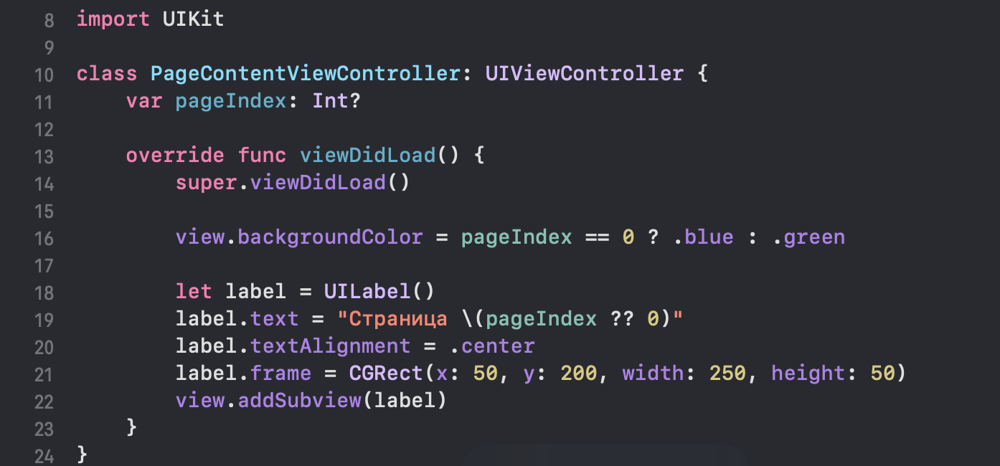 8 import UIKit
9
10 class PageContentViewController: UIViewController {
11     var pageIndex: Int?
12
13     override func viewDidLoad() {
14         super.viewDidLoad()
15
16         view.backgroundColor = pageIndex == 0 ? .blue : .green
17
18         let label = UILabel()
19         label.text = "Страница \(pageIndex ?? 0)"
20         label.textAlignment = .center
21         label.frame = CGRect(x: 50, y: 200, width: 250, height: 50)
22         view.addSubview(label)
23     }
24 }